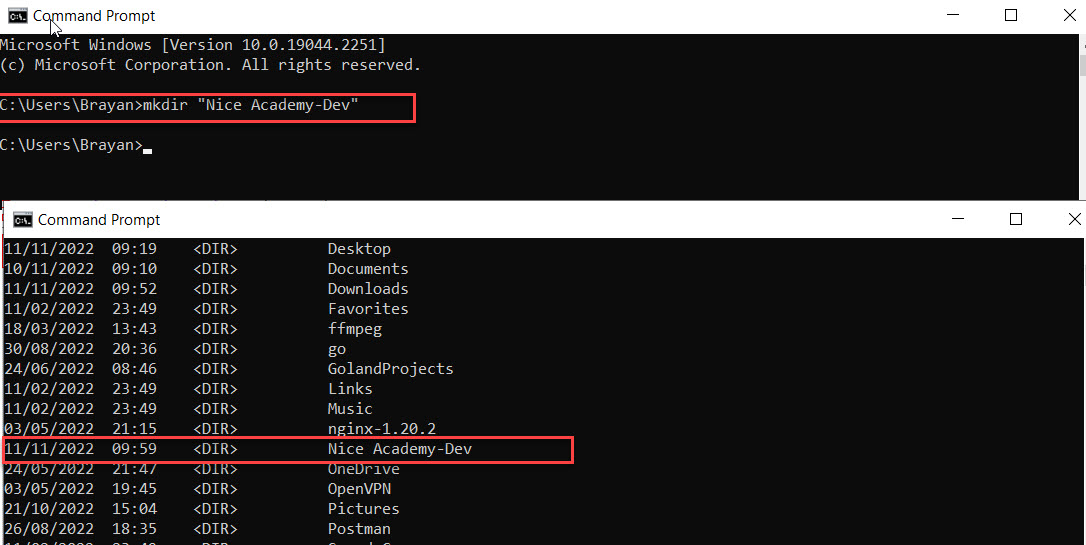 Command Prompt
Microsoft Windows [Version 10.0.19044.2251]
(c) Microsoft Corporation. All rights reserved.
C:\Users\Brayan>mkdir "Nice Academy-Dev"
C:\Users\Brayan>
Command Prompt
11/11/2022  09:19    <DIR>          Desktop
10/11/2022  09:10    <DIR>          Documents
11/11/2022  09:52    <DIR>          Downloads
11/02/2022  23:49    <DIR>          Favorites
18/03/2022  13:43    <DIR>          ffmpeg
30/08/2022  20:36    <DIR>          go
24/06/2022  08:46    <DIR>          GolandProjects
11/02/2022  23:49    <DIR>          Links
11/02/2022  23:49    <DIR>          Music
03/05/2022  21:15    <DIR>          nginx-1.20.2
11/11/2022  09:59    <DIR>          Nice Academy-Dev
24/05/2022  21:47    <DIR>          OneDrive
03/05/2022  19:45    <DIR>          OpenVPN
21/10/2022  15:04    <DIR>          Pictures
26/08/2022  18:35    <DIR>          Postman